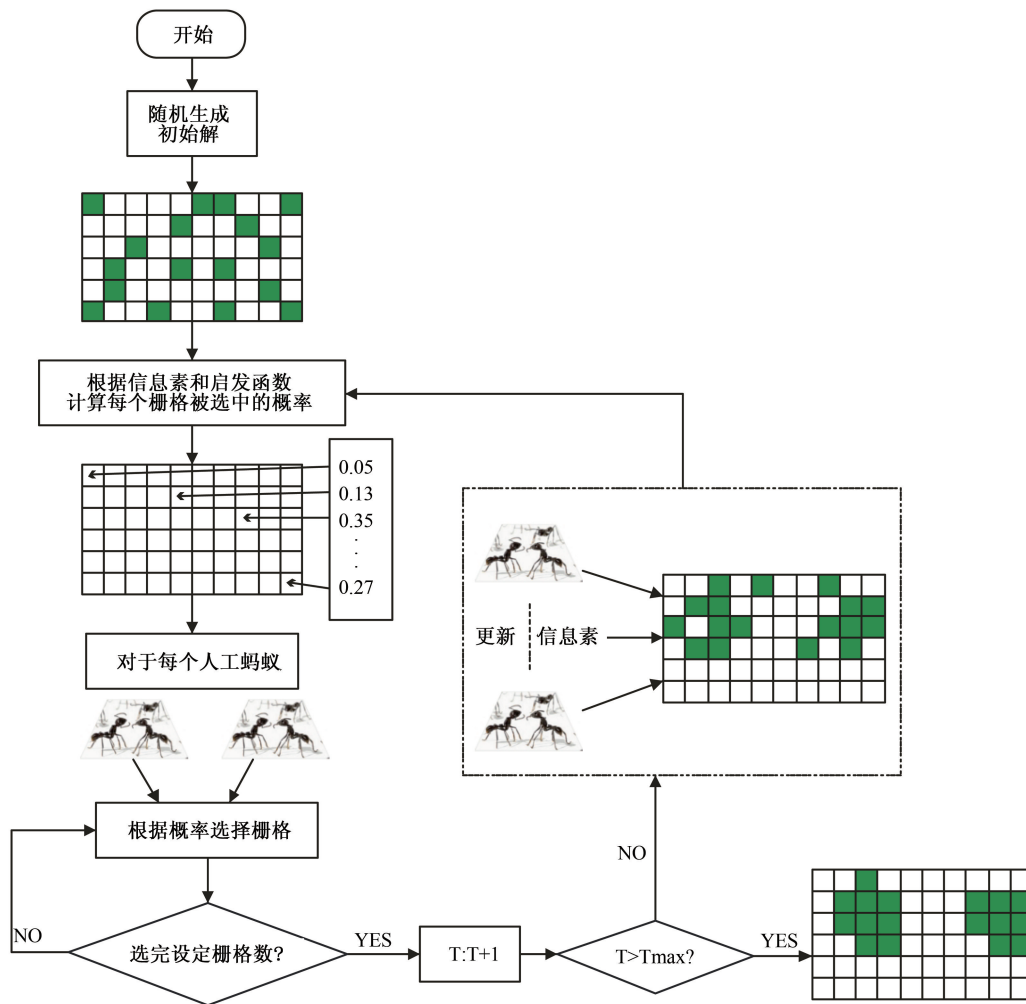 开始
随机生成
初始解
根据信息素和启发函数
计算每个栅格被选中的概率
0.05
0.13
0.35
.
.
.
0.27
对于每个人工蚂蚁
根据概率选择栅格
选完设定栅格数?
NO
YES
T:T+1
T>Tmax?
NO
YES
更新 信息素